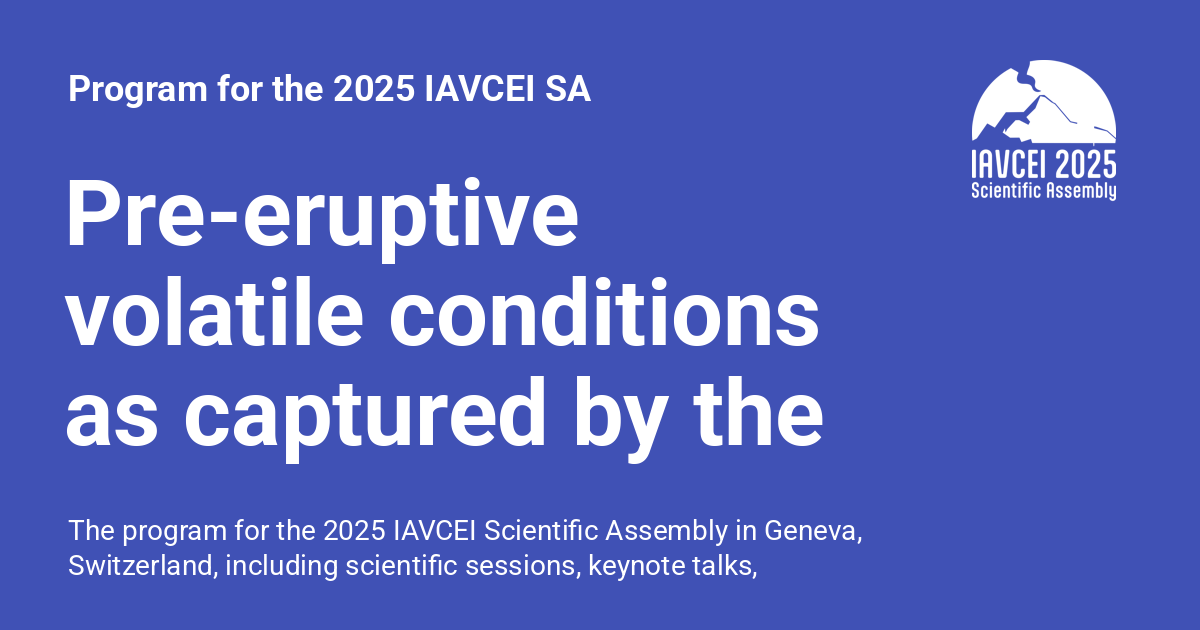 Program for the 2025 IAVCEI SA
IAVCEI 2025
Scientific Assembly
Pre-eruptive
volatile conditions
as captured by the
The program for the 2025 IAVCEI Scientific Assembly in Geneva,
Switzerland, including scientific sessions, keynote talks,